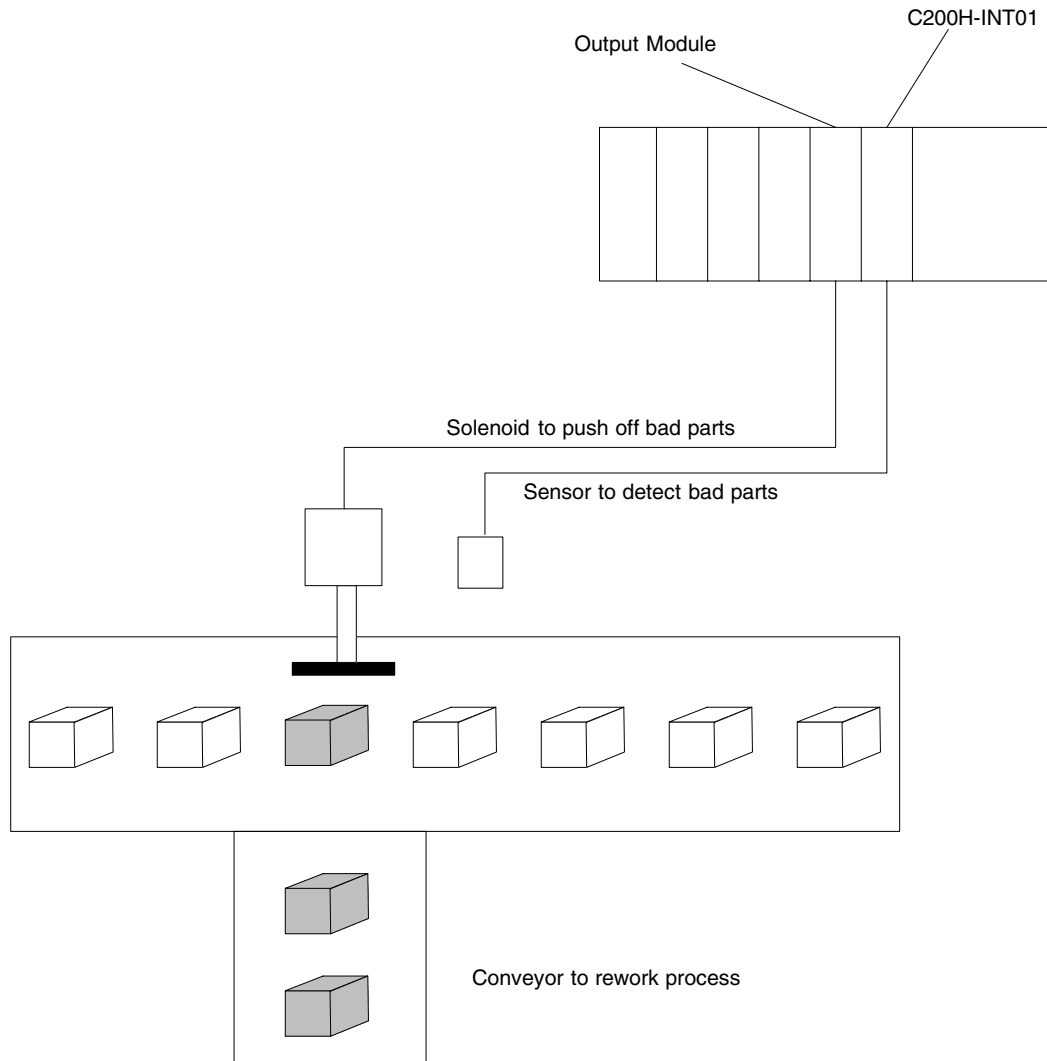 C200H-INT01
Output Module
Solenoid to push off bad parts
Sensor to detect bad parts
Conveyor to rework process